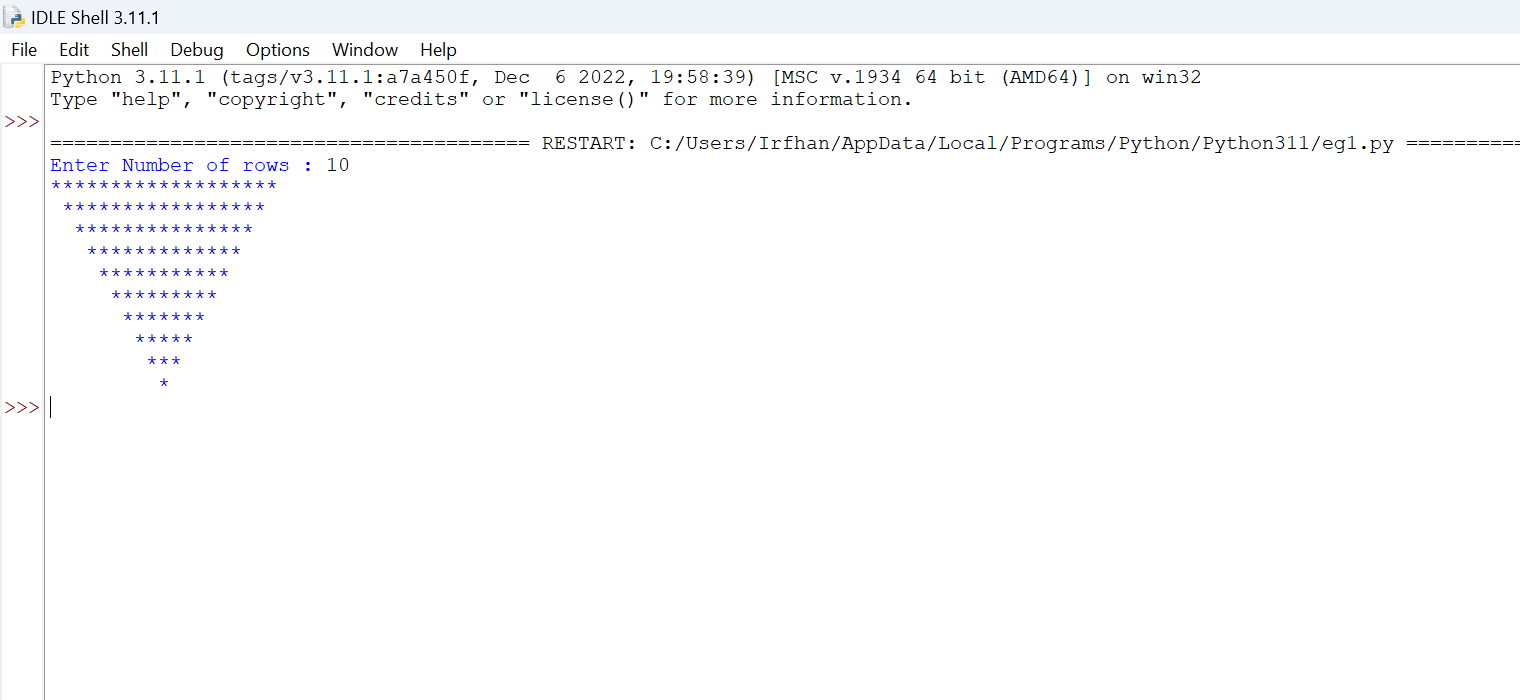 IDLE Shell 3.11.1
File Edit Shell Debug Options Window Help
Python 3.11.1 (tags/v3.11.1:a7a450f, Dec  6 2022, 19:58:39) [MSC v.1934 64 bit (AMD64)] on win32
Type "help", "copyright", "credits" or "license()" for more information.
>>>
======================================== RESTART: C:/Users/Irfhan/AppData/Local/Programs/Python/Python311/eg1.py ==========
Enter Number of rows : 10
*******************
 *****************
  ***************
   *************
    ***********
     *********
      *******
       *****
        ***
         *
>>>